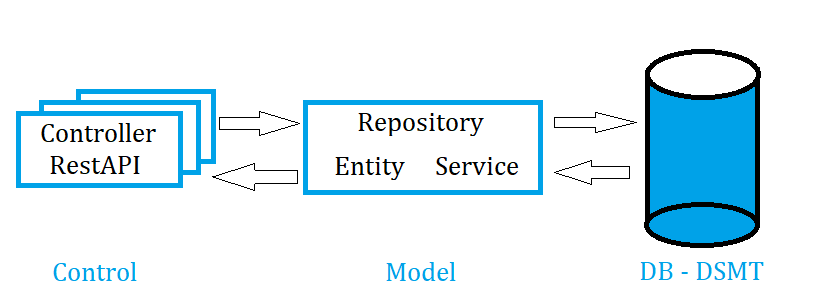 Controller
RestAPI
Repository
Entity Service
Control
Model
DB - DSMT